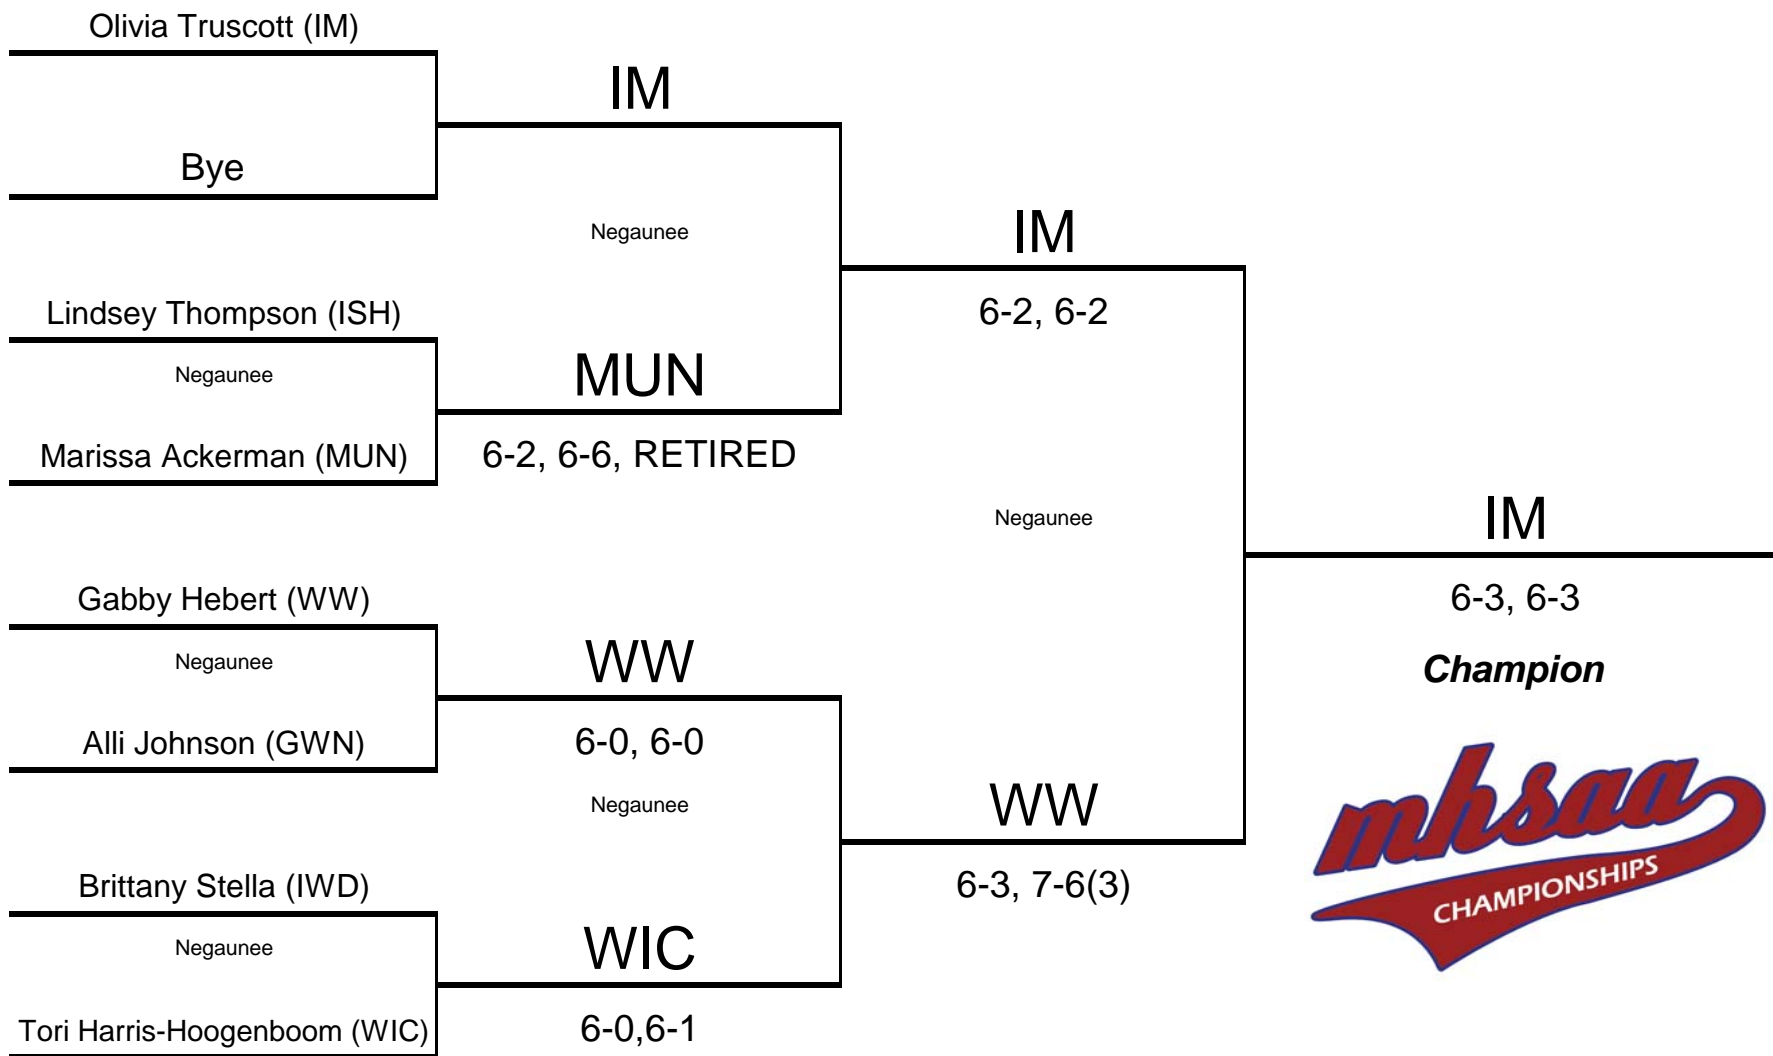 Olivia Truscott (IM)
IM
Bye
Negaunee
IM
Lindsey Thompson (ISH)
6-2, 6-2
Negaunee
MUN
Marissa Ackerman (MUN)
6-2, 6-6, RETIRED
Negaunee
IM
Gabby Hebert (WW)
6-3, 6-3
Negaunee
WW
Champion
Alli Johnson (GWN)
6-0, 6-0
Negaunee
WW
mhsaa
CHAMPIONSHIPS
Brittany Stella (IWD)
6-3, 7-6(3)
Negaunee
WIC
Tori Harris-Hoogenboom (WIC)
6-0,6-1